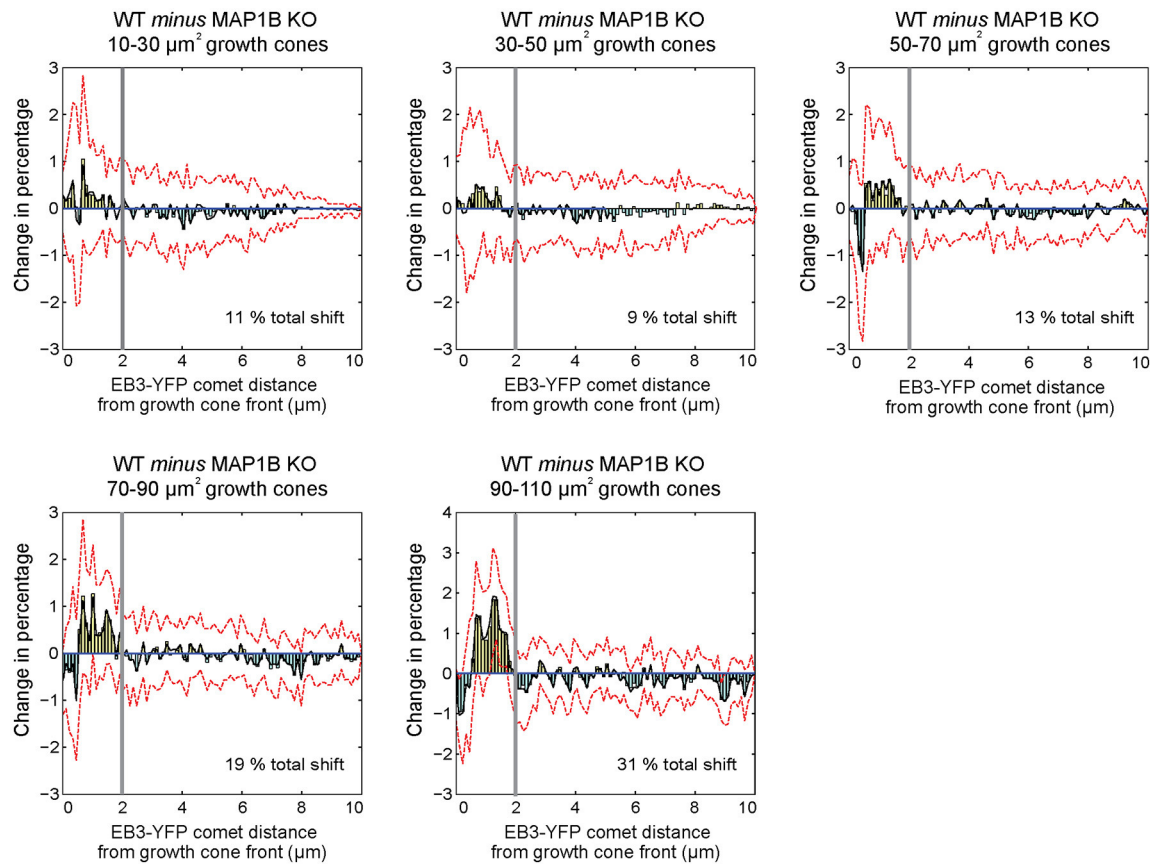 WT minus MAP1B KO
10-30 µm² growth cones
3
2
1
0
−1
−2
−3
Change in percentage
11 % total shift
0 2 4 6 8 10
EB3-YFP comet distance
from growth cone front (µm)
WT minus MAP1B KO
30-50 µm² growth cones
3
2
1
0
−1
−2
−3
Change in percentage
9 % total shift
0 2 4 6 8 10
EB3-YFP comet distance
from growth cone front (µm)
WT minus MAP1B KO
50-70 µm² growth cones
3
2
1
0
−1
−2
−3
Change in percentage
13 % total shift
0 2 4 6 8 10
EB3-YFP comet distance
from growth cone front (µm)
WT minus MAP1B KO
70-90 µm² growth cones
3
2
1
0
−1
−2
−3
Change in percentage
19 % total shift
0 2 4 6 8 10
EB3-YFP comet distance
from growth cone front (µm)
WT minus MAP1B KO
90-110 µm² growth cones
4
3
2
1
0
−1
−2
−3
Change in percentage
31 % total shift
0 2 4 6 8 10
EB3-YFP comet distance
from growth cone front (µm)